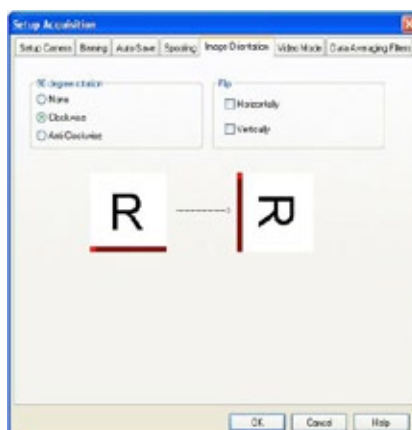 Setup Acquisition
Setup Camera Binning Auto-Save Spooling Image Orientation Video Mode Data Averaging Filters
90 degree rotation
None
Clockwise
Anti-Clockwise
Flip
Horizontally
Vertically
R R
OK Cancel Help